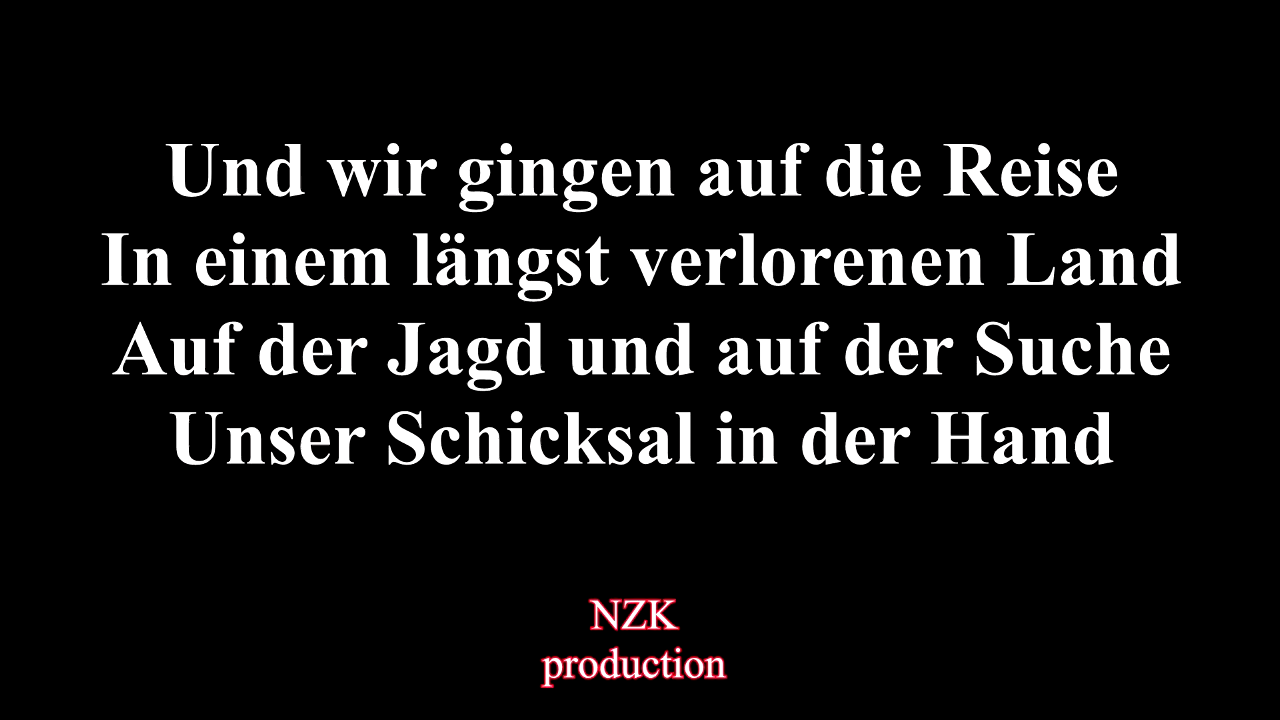 Und wir gingen auf die Reise
In einem längst verlorenen Land
Auf der Jagd und auf der Suche
Unser Schicksal in der Hand
NZK
production